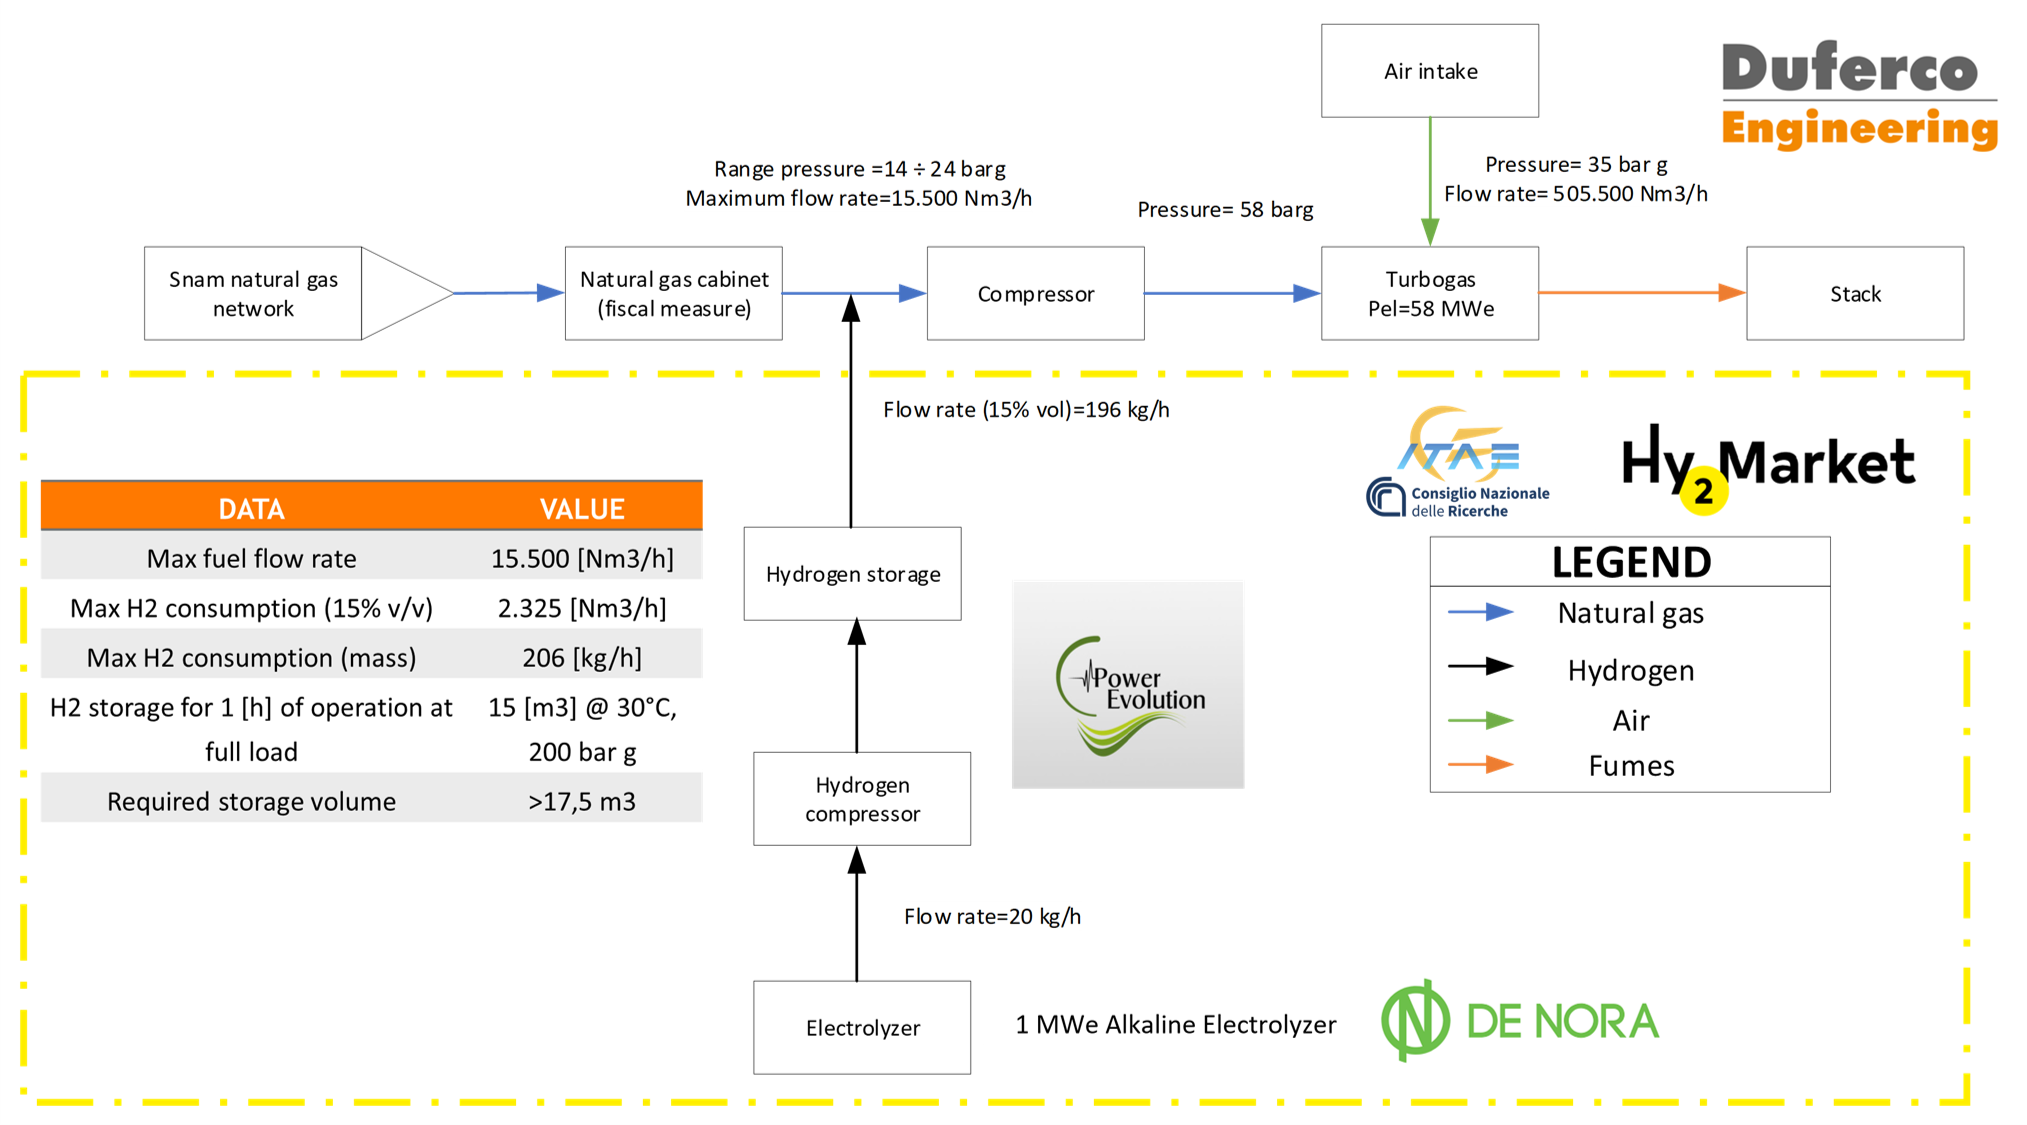 Air intake
Duferco
Engineering
Range pressure =14 ÷ 24 barg
Maximum flow rate=15.500 Nm3/h
Pressure= 58 barg
Pressure= 35 bar g
Flow rate= 505.500 Nm3/h
Snam natural gas
network
Natural gas cabinet
(fiscal measure)
Compressor
Turbogas
Pel=58 MWe
Stack
Flow rate (15% vol)=196 kg/h
ITAE
Consiglio Nazionale
delle Ricerche
Hy2Market
DATA VALUE
Max fuel flow rate 15.500 [Nm3/h]
Max H2 consumption (15% v/v) 2.325 [Nm3/h]
Max H2 consumption (mass) 206 [kg/h]
H2 storage for 1 [h] of operation at 15 [m3] @ 30°C,
full load 200 bar g
Required storage volume >17,5 m3
Hydrogen storage
Power
Evolution
LEGEND
Natural gas
Hydrogen
Air
Fumes
Hydrogen
compressor
Flow rate=20 kg/h
Electrolyzer
1 MWe Alkaline Electrolyzer
DE NORA